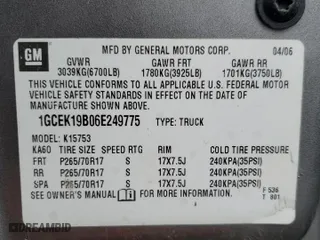 GM
MFD BY GENERAL MOTORS CORP. 04/06
GVWR GAWR FRT GAWR RR
3039KG(6700LB) 1780KG(3925LB) 1701KG(3750LB)
THIS VEHICLE CONFORMS TO ALL APPLICABLE U.S. FEDERAL MOTOR
VEHICLE SAFETY STANDARDS IN EFFECT ON THE DATE OF
MANUFACTURE SHOWN ABOVE.
1GCEK19B06E249775 TYPE: TRUCK
MODEL: K15753
KA60 TIRE SIZE SPEED RTG RIM COLD TIRE PRESSURE
FRT P265/70R17 S 17X7.5J 240KPA(35PSI)
RR P265/70R17 S 17X7.5J 240KPA(35PSI)
SPA P265/70R17 S 17X7.5J 240KPA(35PSI)
SEE OWNER'S MANUAL FOR MORE INFORMATION.
F 536
T 801
DREAMBID